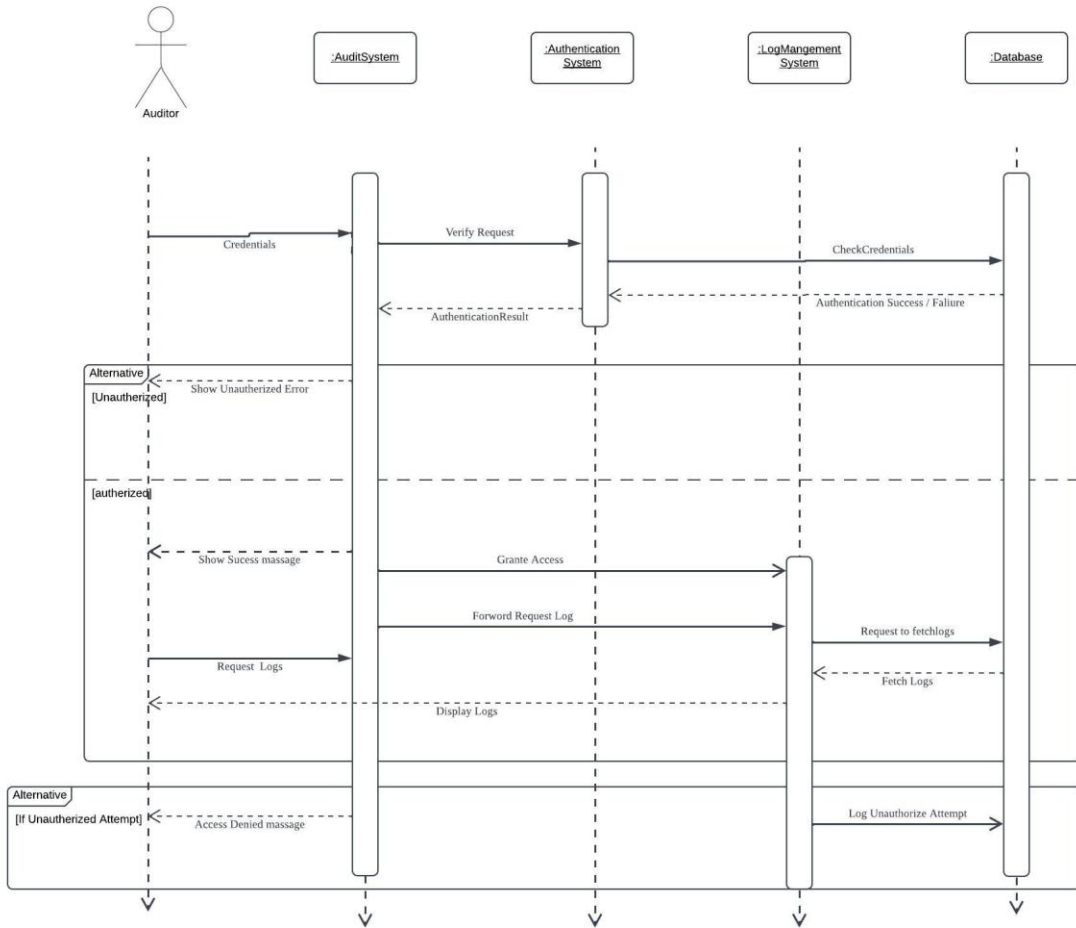 Auditor
:AuditSystem
:Authentication
System
:LogMangement
System
:Database
Credentials
Verify Request
CheckCredentials
Authentication Success / Faliure
AuthenticationResult
Alternative
[Unautherized]
Show Unautherized Error
[autherized]
Show Sucess massage
Grante Access
Forword Request Log
Request to fetchlogs
Request Logs
Fetch Logs
Display Logs
Alternative
[If Unautherized Attempt]
Access Denied massage
Log Unauthorize Attempt